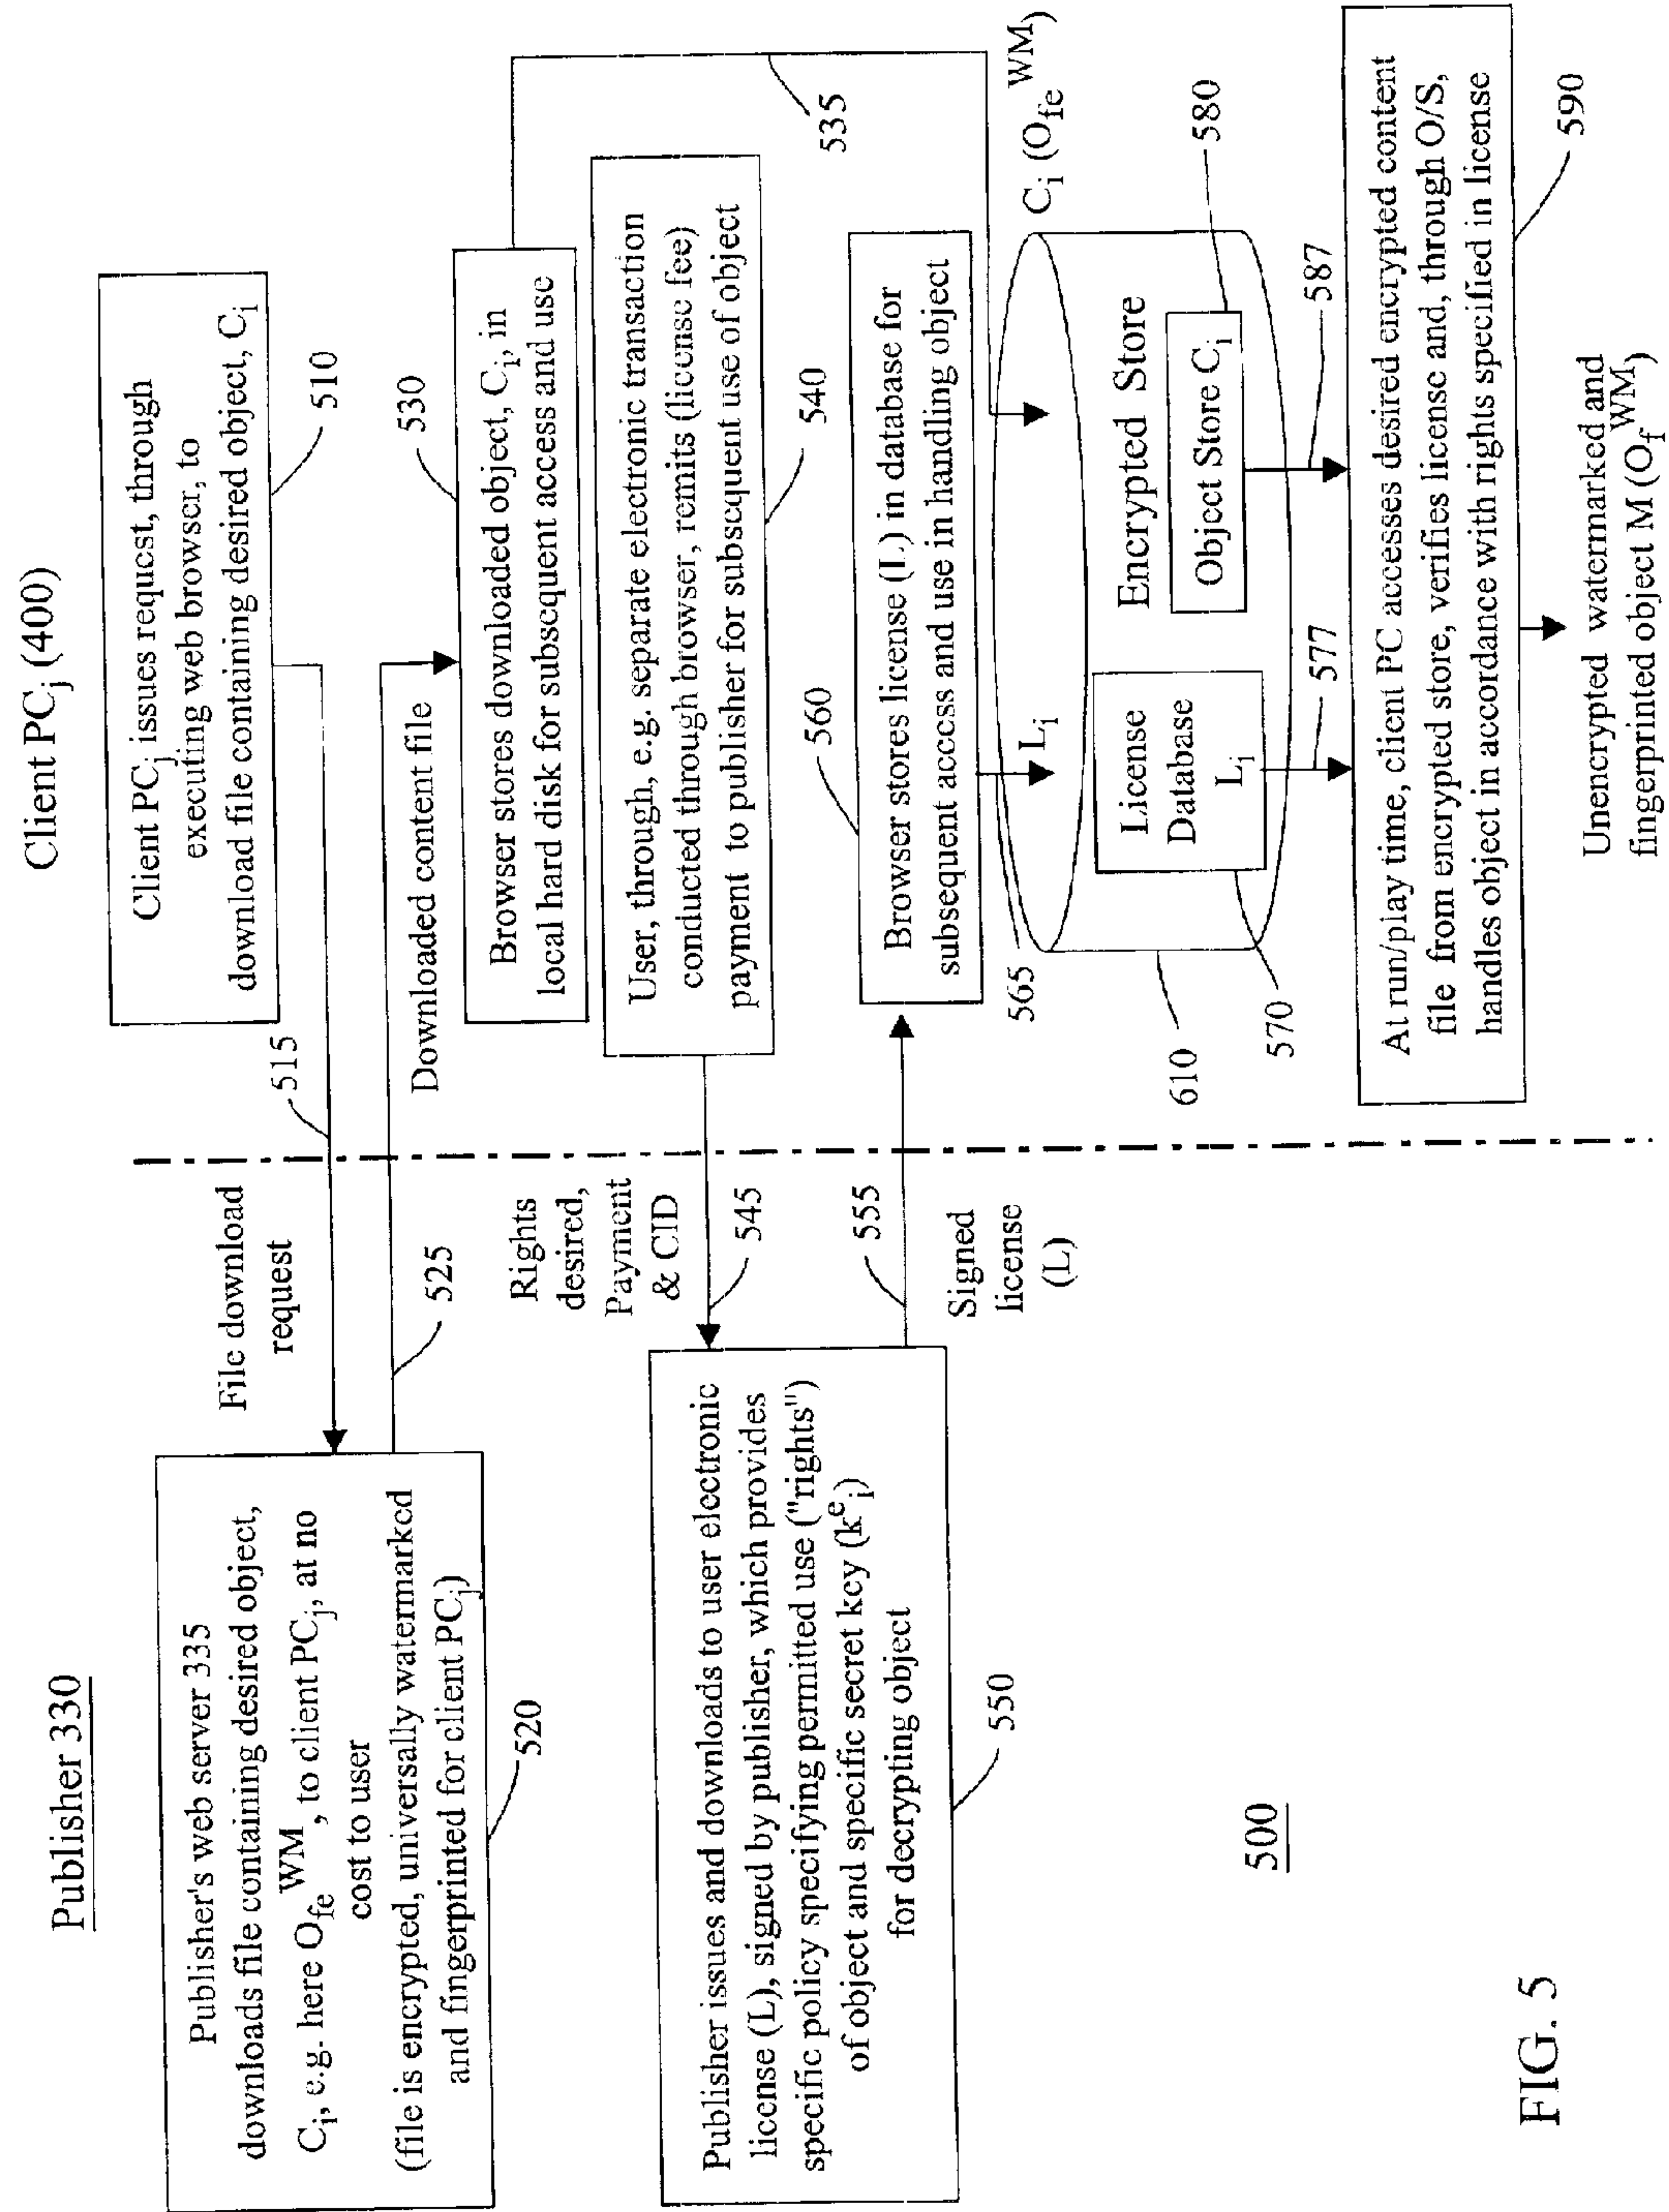 Publisher 330
Client PCj (400)
Client PCj issues request, through
executing web browser, to
download file containing desired object, Ci
510
515
File download
request
Publisher's web server 335
downloads file containing desired object,
Ci, e.g. here Ofe^WM, to client PCj, at no
cost to user
(file is encrypted, universally watermarked
and fingerprinted for client PCj)
520
525
Downloaded content file
530
Browser stores downloaded object, Ci, in
local hard disk for subsequent access and use
535
User, through, e.g. separate electronic transaction
conducted through browser, remits (license fee)
payment to publisher for subsequent use of object
540
Rights
desired,
Payment
& CID
545
Publisher issues and downloads to user electronic
license (L), signed by publisher, which provides
specific policy specifying permitted use ("rights")
of object and specific secret key (k^e_i)
for decrypting object
550
555
Signed
license
(L)
560
Browser stores license (L) in database for
subsequent access and use in handling object
565
Li
Ci (Ofe^WM)
Encrypted Store
License
Database
Li
Object Store Ci
580
610
570
577
587
At run/play time, client PC accesses desired encrypted content
file from encrypted store, verifies license and, through O/S,
handles object in accordance with rights specified in license
590
Unencrypted watermarked and
fingerprinted object M (Of^WM)
500
FIG. 5